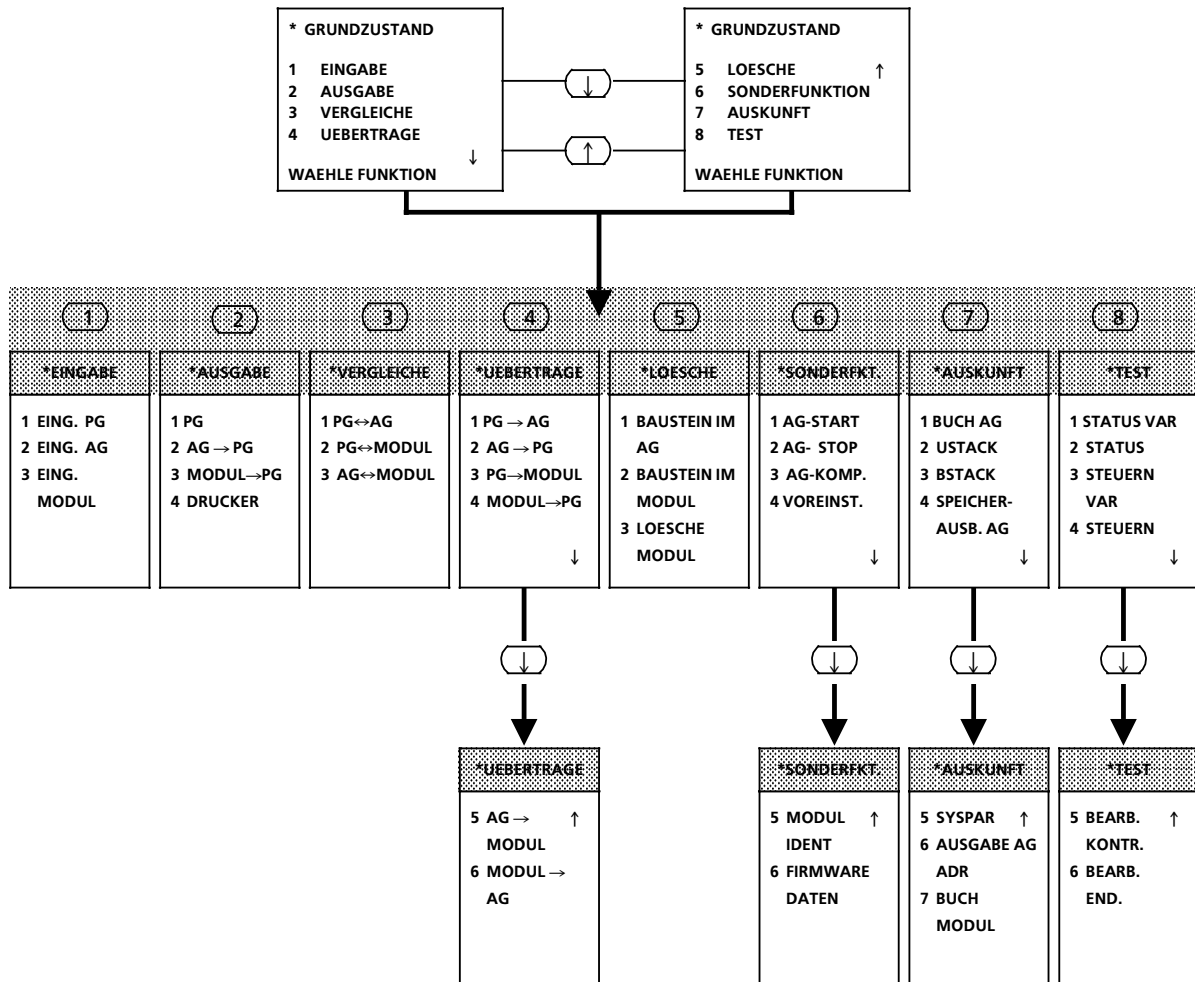 * GRUNDZUSTAND
1 EINGABE
2 AUSGABE
3 VERGLEICHE
4 UEBERTRAGE
↓
WAEHLE FUNKTION
↓
↑
* GRUNDZUSTAND
5 LOESCHE ↑
6 SONDERFUNKTION
7 AUSKUNFT
8 TEST
WAEHLE FUNKTION
1
2
3
4
5
6
7
8
*EINGABE
1 EING. PG
2 EING. AG
3 EING.
MODUL
*AUSGABE
1 PG
2 AG → PG
3 MODUL→PG
4 DRUCKER
*VERGLEICHE
1 PG↔AG
2 PG↔MODUL
3 AG↔MODUL
*UEBERTRAGE
1 PG → AG
2 AG → PG
3 PG→MODUL
4 MODUL→PG
↓
*LOESCHE
1 BAUSTEIN IM
AG
2 BAUSTEIN IM
MODUL
3 LOESCHE
MODUL
*SONDERFKT.
1 AG-START
2 AG- STOP
3 AG-KOMP.
4 VOREINST.
↓
*AUSKUNFT
1 BUCH AG
2 USTACK
3 BSTACK
4 SPEICHER-
AUSB. AG
↓
*TEST
1 STATUS VAR
2 STATUS
3 STEUERN
VAR
4 STEUERN
↓
↓
↓
↓
↓
*UEBERTRAGE
5 AG → ↑
MODUL
6 MODUL →
AG
*SONDERFKT.
5 MODUL ↑
IDENT
6 FIRMWARE
DATEN
*AUSKUNFT
5 SYSPAR ↑
6 AUSGABE AG
ADR
7 BUCH
MODUL
*TEST
5 BEARB. ↑
KONTR.
6 BEARB.
END.